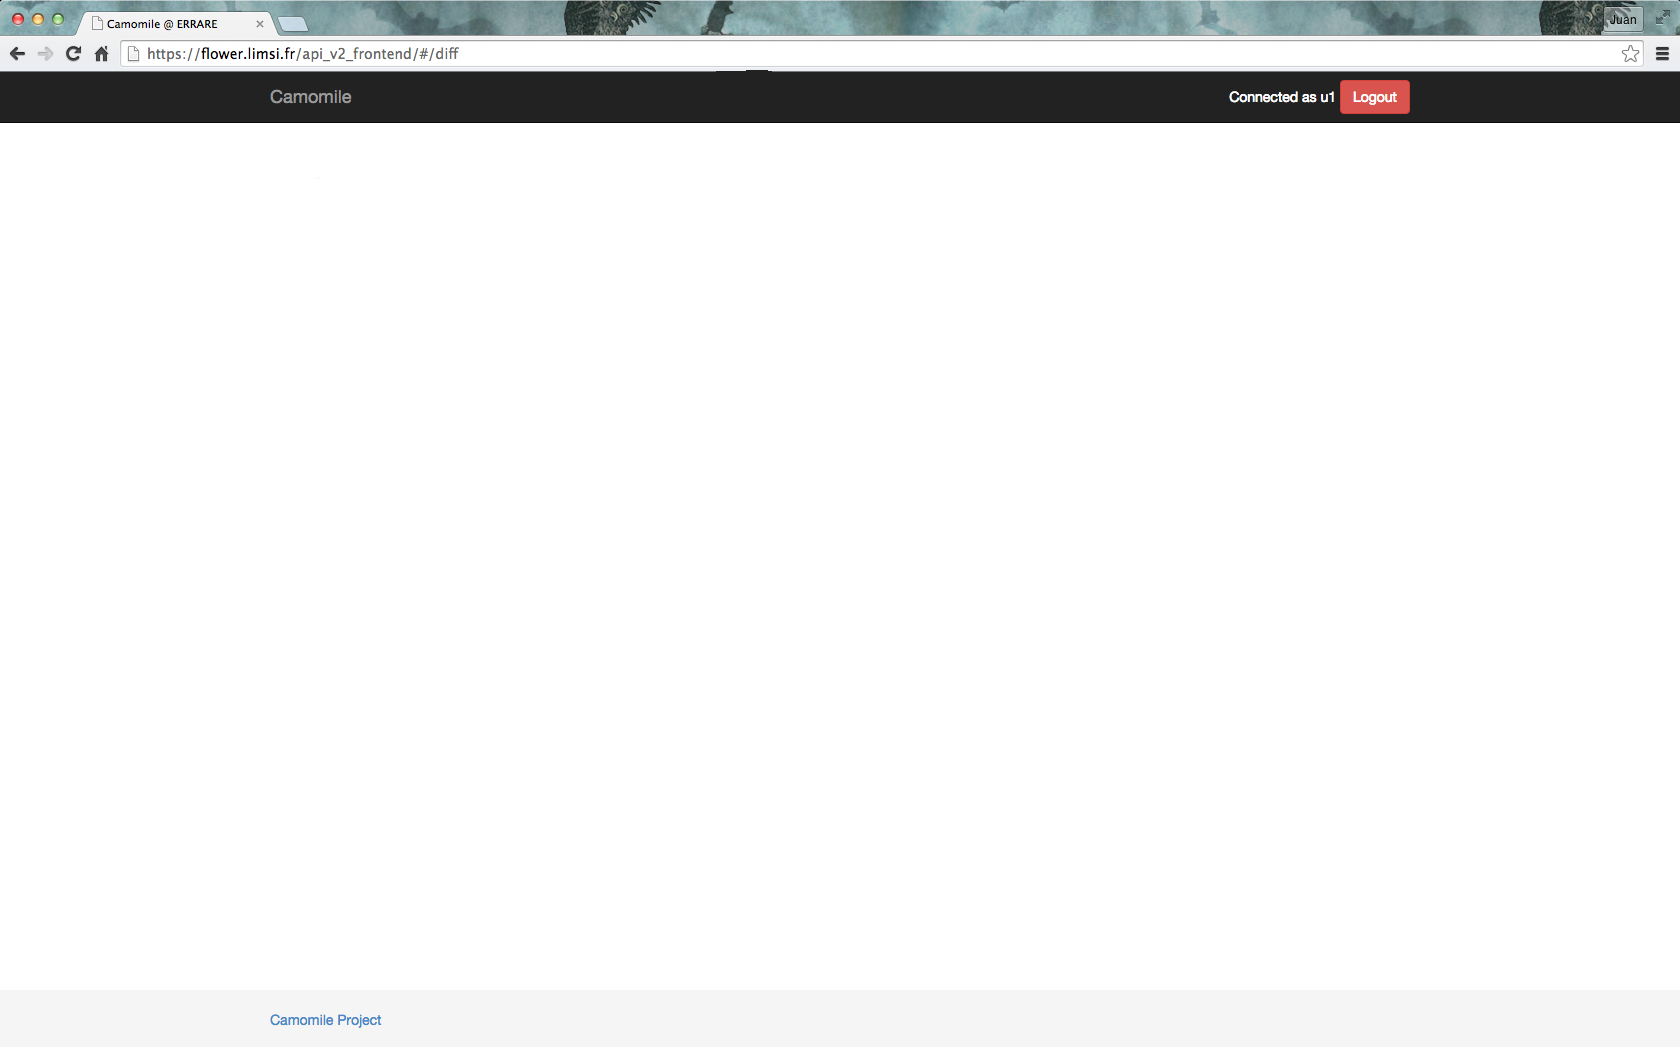 Camomile @ ERRARE
Juan
https://flower.limsi.fr/api_v2_frontend/#/diff
Camomile
Connected as u1 Logout
Camomile Project